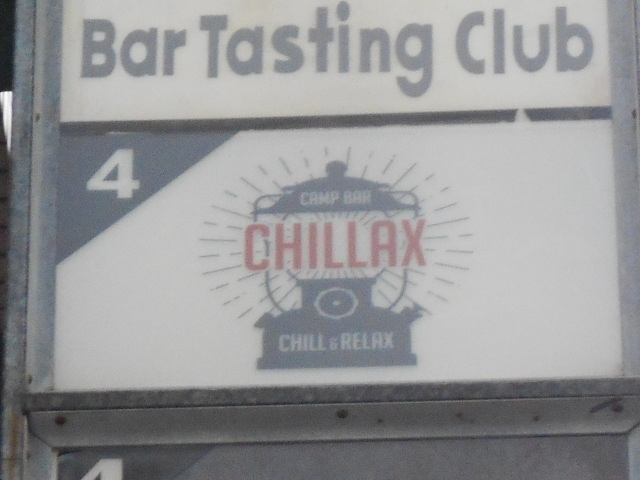 Bar Tasting Club
4
CAMP BAR
CHILLAX
CHILL & RELAX
4